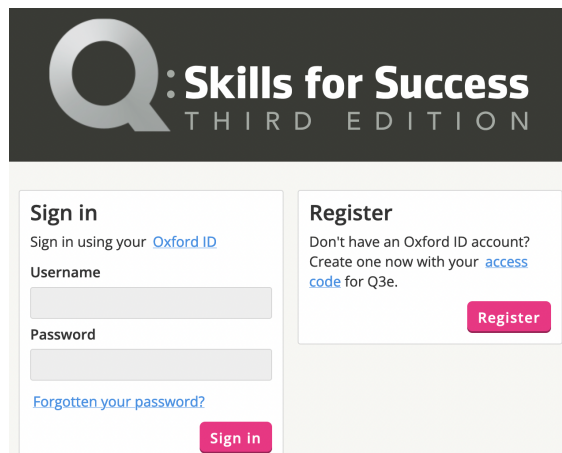 Q: Skills for Success
THIRD EDITION
Sign in
Sign in using your Oxford ID
Username
Password
Forgotten your password?
Sign in
Register
Don't have an Oxford ID account?
Create one now with your access
code for Q3e.
Register